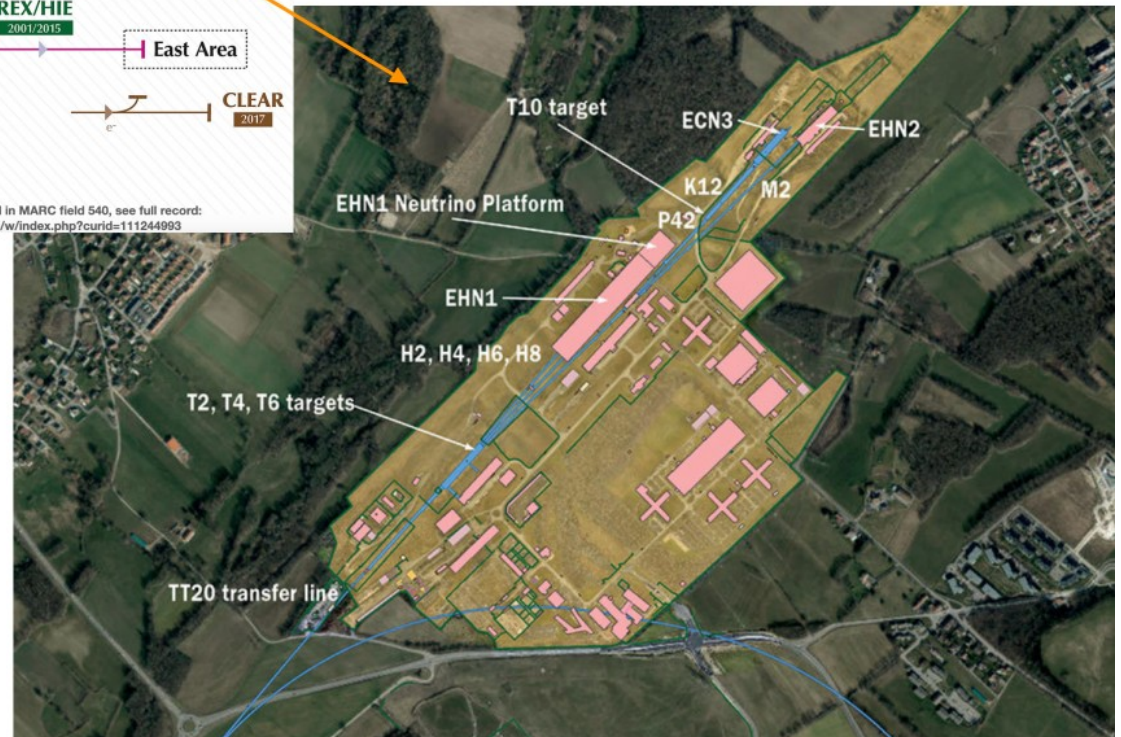 REX/HIE
2001/2015
East Area
e-
CLEAR
2017
in MARC field 540, see full record:
/w/index.php?curid=111244993
T10 target
ECN3
EHN2
K12
M2
EHN1 Neutrino Platform
P42
EHN1
H2, H4, H6, H8
T2, T4, T6 targets
TT20 transfer line